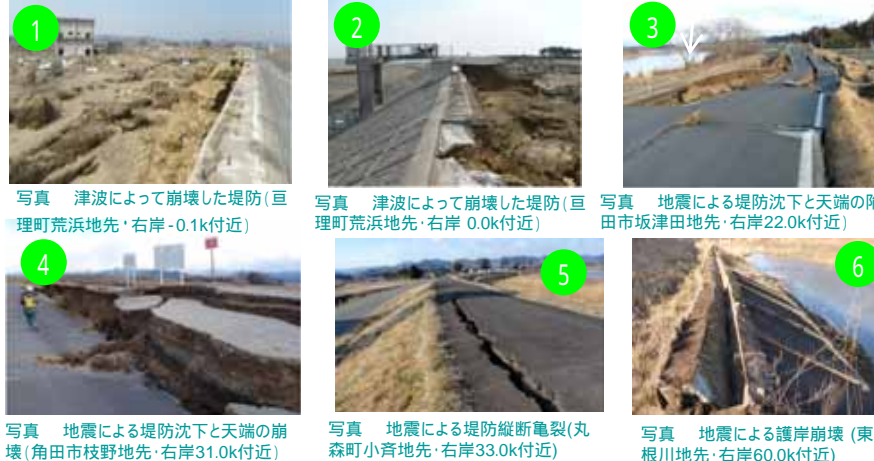 1
写真　津波によって崩壊した堤防(亘
理町荒浜地先・右岸-0.1k付近)
2
写真　津波によって崩壊した堤防(亘
理町荒浜地先･右岸 0.0k付近)
3
写真　地震による堤防沈下と天端の陥
田市坂津田地先･右岸22.0k付近)
4
写真　地震による堤防沈下と天端の崩
壊(角田市枝野地先･右岸31.0k付近)
5
写真　地震による堤防縦断亀裂(丸
森町小斉地先･右岸33.0k付近)
6
写真　地震による護岸崩壊 (東
根川地先･右岸60.0k付近)